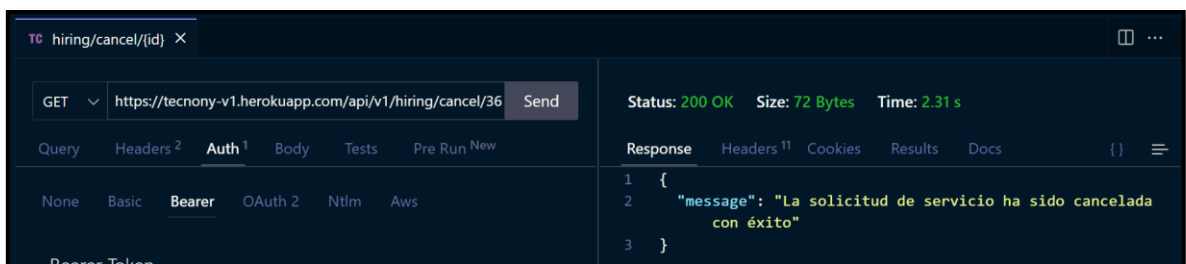 TC hiring/cancel/{id} ×
GET https://tecnony-v1.herokuapp.com/api/v1/hiring/cancel/36 Send
Query Headers 2 Auth 1 Body Tests Pre Run New
None Basic Bearer OAuth 2 Ntlm Aws
Bearer Token
Status: 200 OK Size: 72 Bytes Time: 2.31 s
Response Headers 11 Cookies Results Docs { }
1 {
2 "message": "La solicitud de servicio ha sido cancelada
con éxito"
3 }